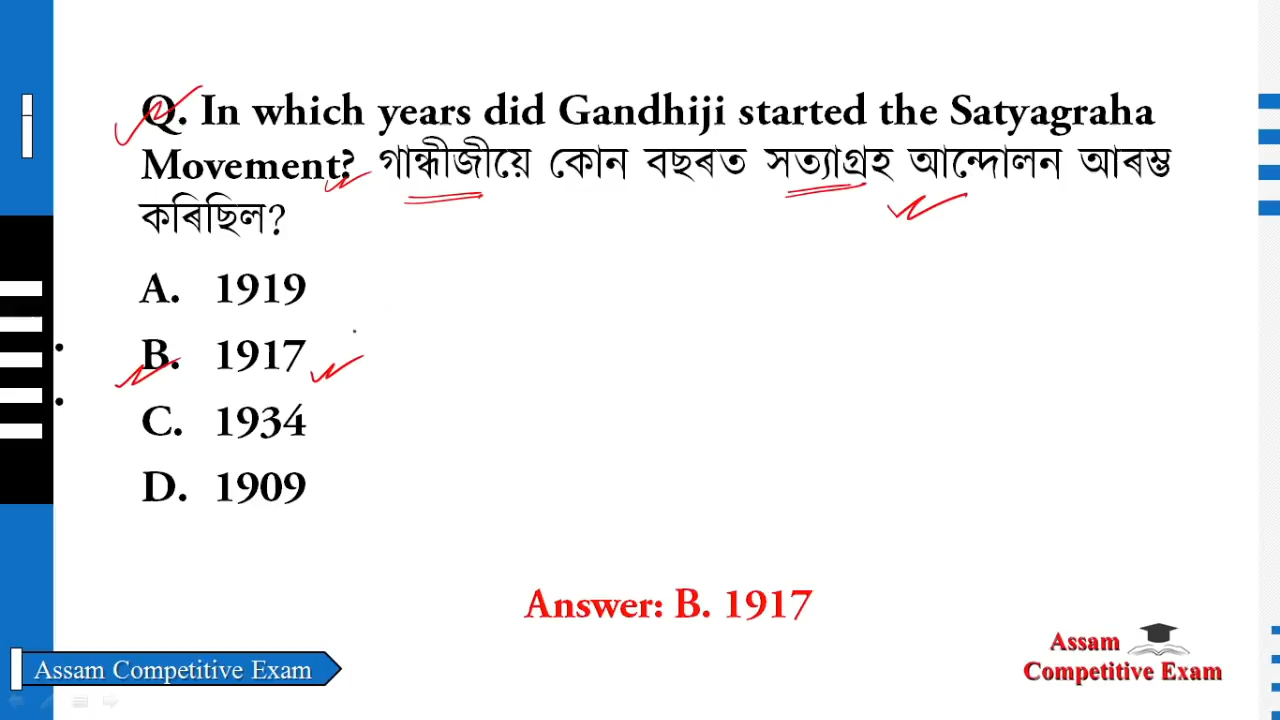 Q. In which years did Gandhiji started the Satyagraha
Movement? গান্ধীজীয়ে কোন বছৰত সত্যাগ্ৰহ আন্দোলন আৰম্ভ
কৰিছিল?
A. 1919
B. 1917
C. 1934
D. 1909
Answer: B. 1917
Assam Competitive Exam
Assam
Competitive Exam